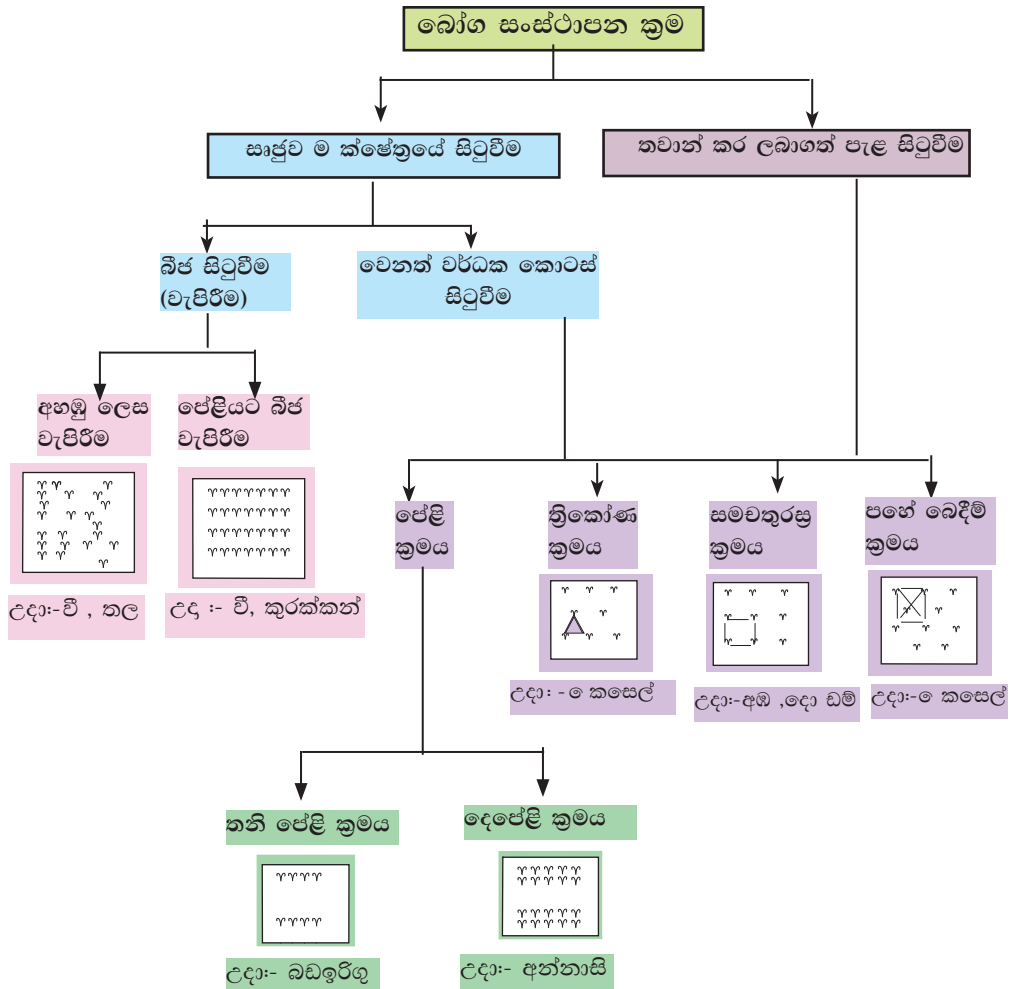 බෝග සංස්ථාපන ක්‍රම
සෘජුව ම ක්ෂේත්‍රයේ සිටුවීම
තවාන් කර ලබාගත් පැළ සිටුවීම
බීජ සිටුවීම
(වැපිරීම)
වෙනත් වර්ධක කොටස්
සිටුවීම
අහඹු ලෙස
වැපිරීම
පේළියට බීජ
වැපිරීම
උදා:-වී , තල
උදා :- වී, කුරක්කන්
පේළි
ක්‍රමය
ත්‍රිකෝණ
ක්‍රමය
සමචතුරස්‍ර
ක්‍රමය
පහේ බෙදීම්
ක්‍රමය
උදා: - කෙසෙල්
උදා:-අඹ ,දොඩම්
උදා:-කෙසෙල්
තනි පේළි ක්‍රමය
දෙපේළි ක්‍රමය
උදා:- බඩඉරිගු
උදා:- අන්නාසි